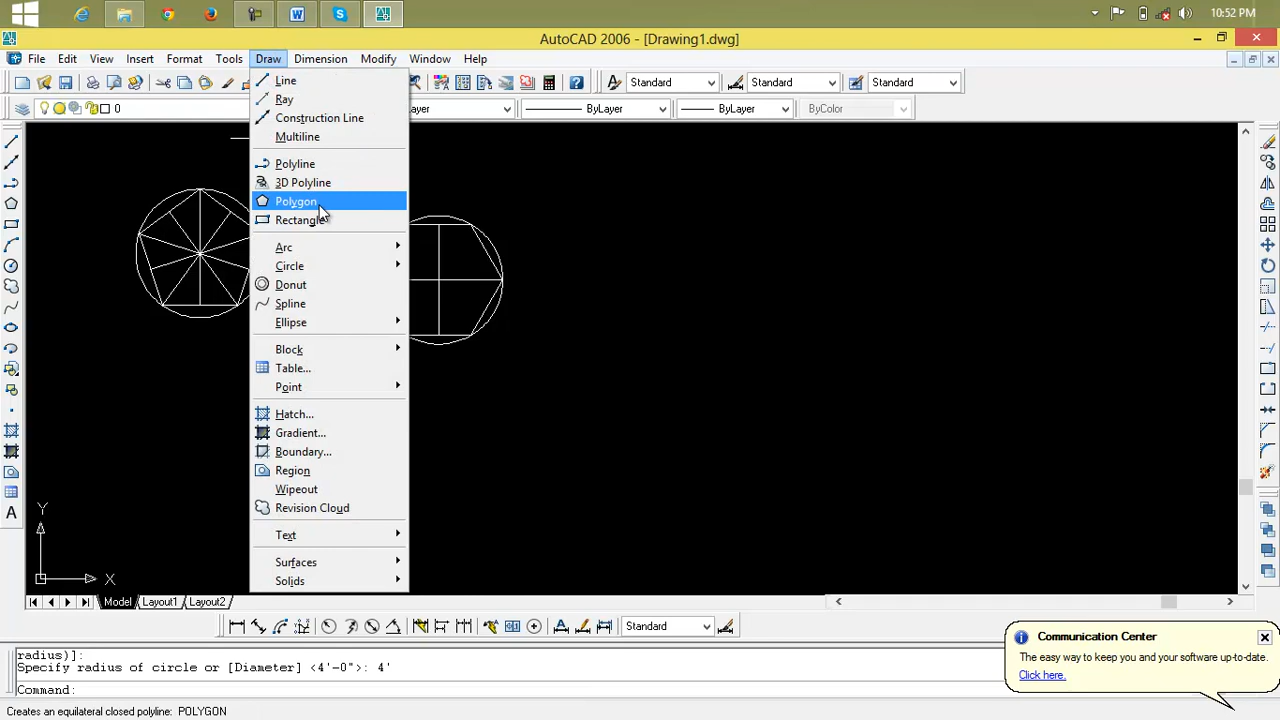 10:52 PM
AutoCAD 2006 - [Drawing1.dwg]
File Edit View Insert Format Tools Draw Dimension Modify Window Help
Standard Standard Standard
0 Layer ByLayer ByLayer ByColor
Line
Ray
Construction Line
Multiline
Polyline
3D Polyline
Polygon
Rectangle
Arc
Circle
Donut
Spline
Ellipse
Block
Table...
Point
Hatch...
Gradient...
Boundary...
Region
Wipeout
Revision Cloud
Text
Surfaces
Solids
Y
X
Model Layout1 Layout2
Standard
radius)]:
Specify radius of circle or [Diameter] <4'-0">: 4'
Command:
Creates an equilateral closed polyline: POLYGON
Communication Center
The easy way to keep you and your software up-to-date.
Click here.